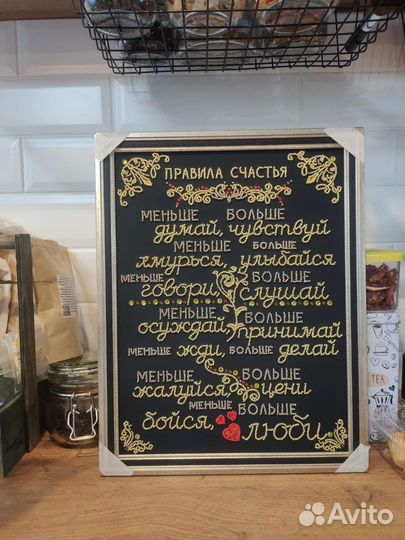 ПРАВИЛА СЧАСТЬЯ
МЕНЬШЕ БОЛЬШЕ
думай, чувствуй
МЕНЬШЕ БОЛЬШЕ
хмурься, улыбайся
МЕНЬШЕ БОЛЬШЕ
говори, слушай
МЕНЬШЕ БОЛЬШЕ
осуждай, принимай
МЕНЬШЕ жди, БОЛЬШЕ делай
МЕНЬШЕ БОЛЬШЕ
жалуйся, цени
МЕНЬШЕ БОЛЬШЕ
бойся, ЛЮБИ
TEA
Avito